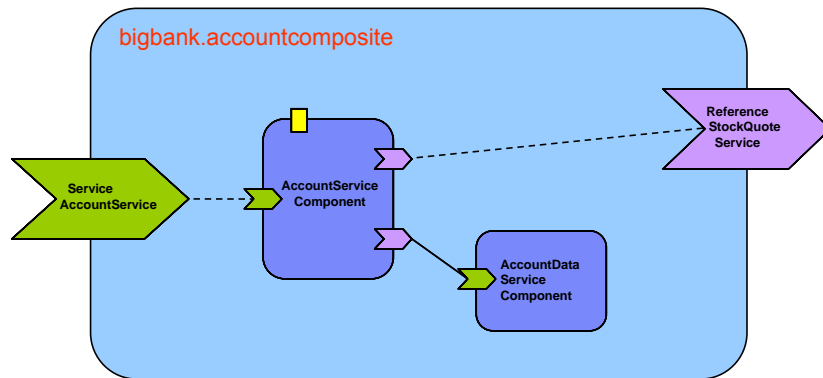 bigbank.accountcomposite
Reference
StockQuote
Service
Service
AccountService
AccountService
Component
AccountData
Service
Component